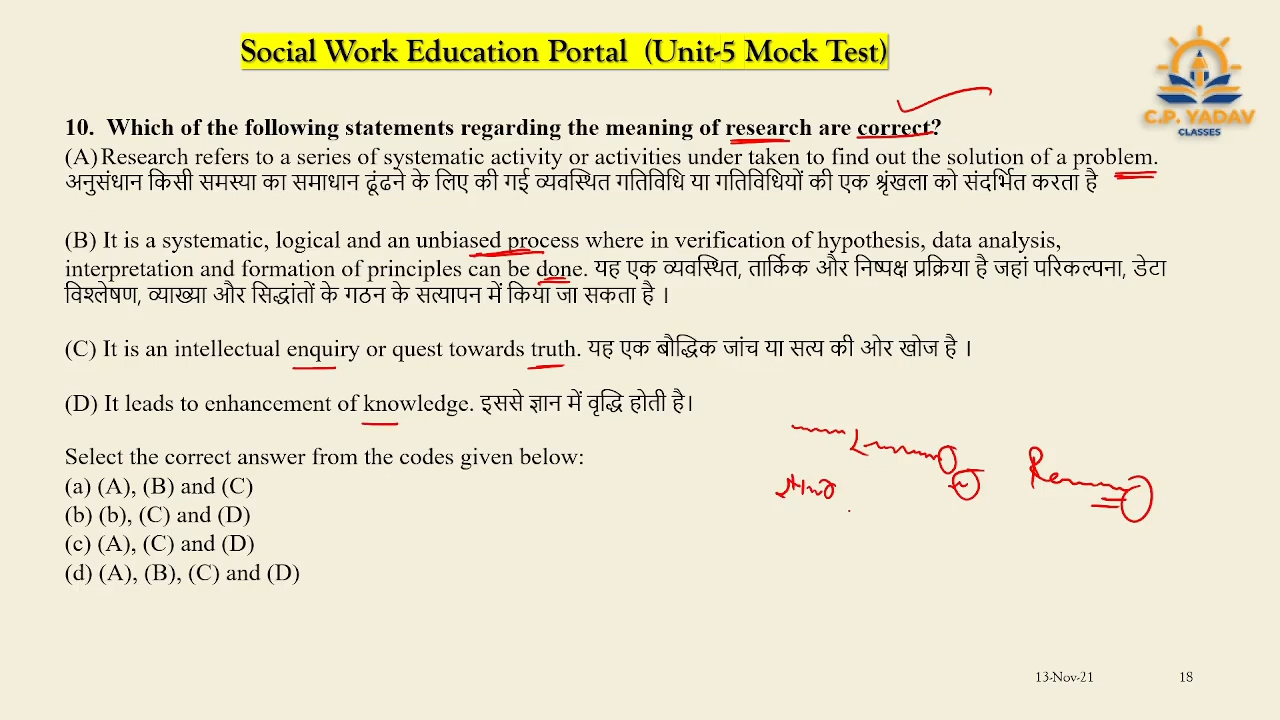 Social Work Education Portal (Unit-5 Mock Test)
C.P. YADAV
CLASSES
10. Which of the following statements regarding the meaning of research are correct?
(A) Research refers to a series of systematic activity or activities under taken to find out the solution of a problem.
अनुसंधान किसी समस्या का समाधान ढूंढने के लिए की गई व्यवस्थित गतिविधि या गतिविधियों की एक श्रृंखला को संदर्भित करता है
(B) It is a systematic, logical and an unbiased process where in verification of hypothesis, data analysis,
interpretation and formation of principles can be done. यह एक व्यवस्थित, तार्किक और निष्पक्ष प्रक्रिया है जहां परिकल्पना, डेटा
विश्लेषण, व्याख्या और सिद्धांतों के गठन के सत्यापन में किया जा सकता है ।
(C) It is an intellectual enquiry or quest towards truth. यह एक बौद्धिक जांच या सत्य की ओर खोज है ।
(D) It leads to enhancement of knowledge. इससे ज्ञान में वृद्धि होती है।
Select the correct answer from the codes given below:
(a) (A), (B) and (C)
(b) (b), (C) and (D)
(c) (A), (C) and (D)
(d) (A), (B), (C) and (D)
13-Nov-21
18